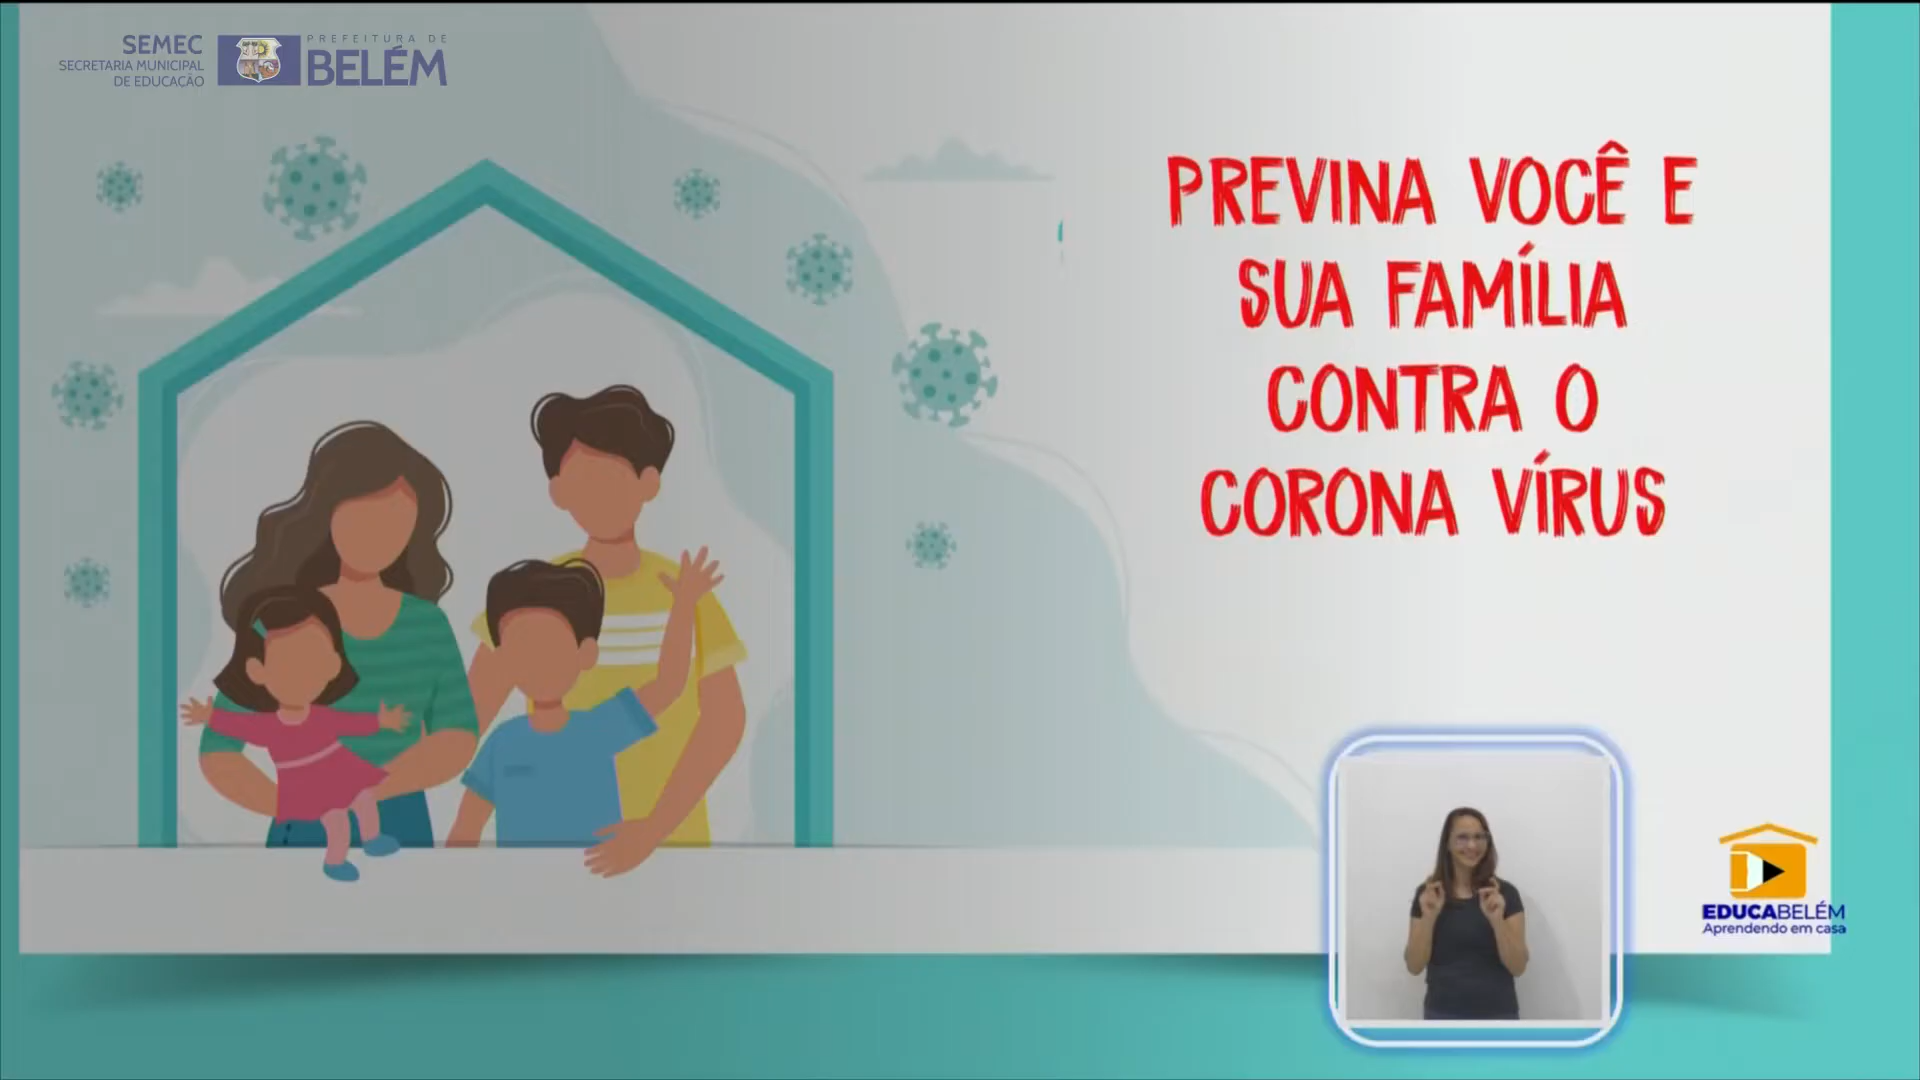 SEMEC
SECRETARIA MUNICIPAL
DE EDUCAÇÃO
PREFEITURA DE
BELÉM
PREVINA VOCÊ E
SUA FAMÍLIA
CONTRA O
CORONA VÍRUS
EDUCABELÉM
Aprendendo em casa